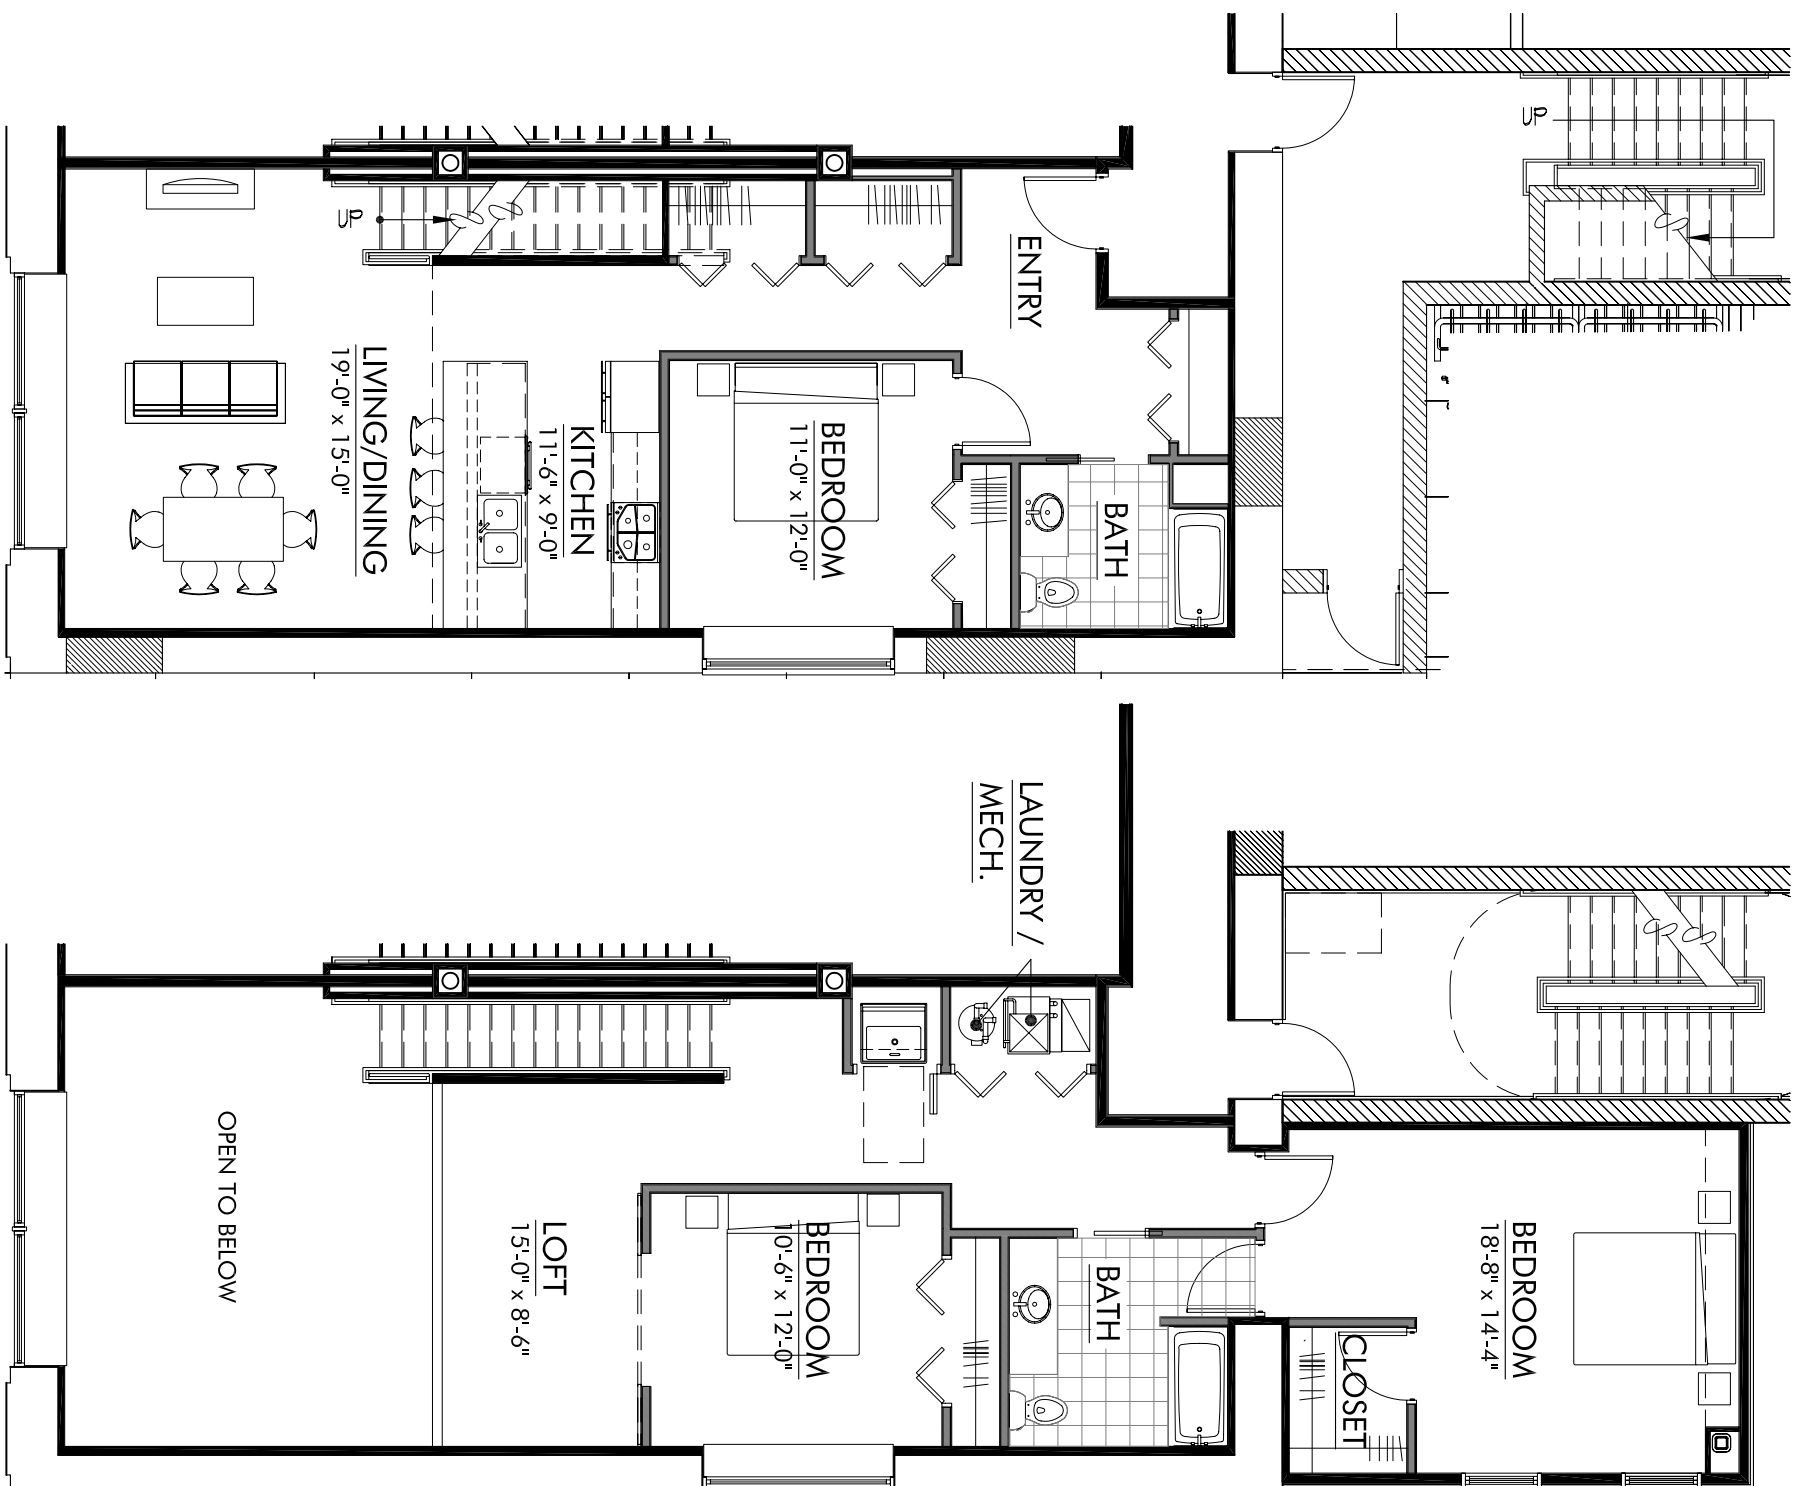 UP
UP
ENTRY
LIVING/DINING
19'-0" x 15'-0"
KITCHEN
11'-6" x 9'-0"
BEDROOM
11'-0" x 12'-0"
BATH
LAUNDRY /
MECH.
OPEN TO BELOW
LOFT
15'-0" x 8'-6"
BEDROOM
10'-6" x 12'-0"
BATH
BEDROOM
18'-8" x 14'-4"
CLOSET